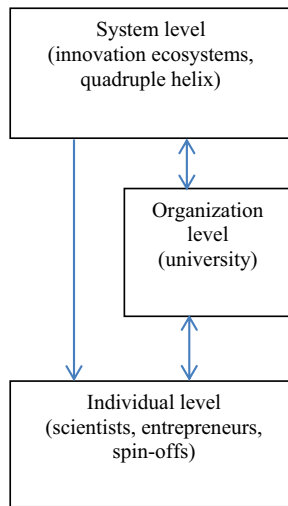 System level
(innovation ecosystems,
quadruple helix)
Organization
level
(university)
Individual level
(scientists, entrepreneurs,
spin-offs)